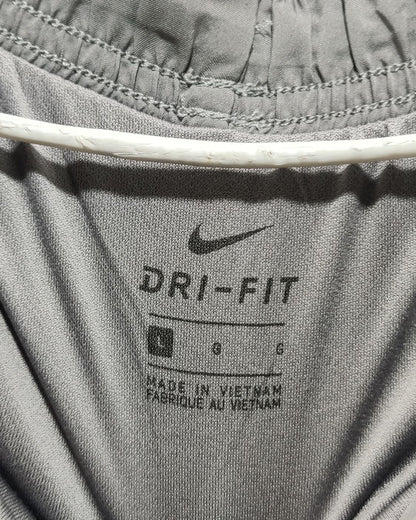 DRI-FIT
L G G
MADE IN VIETNAM
FABRIQUE AU VIETNAM